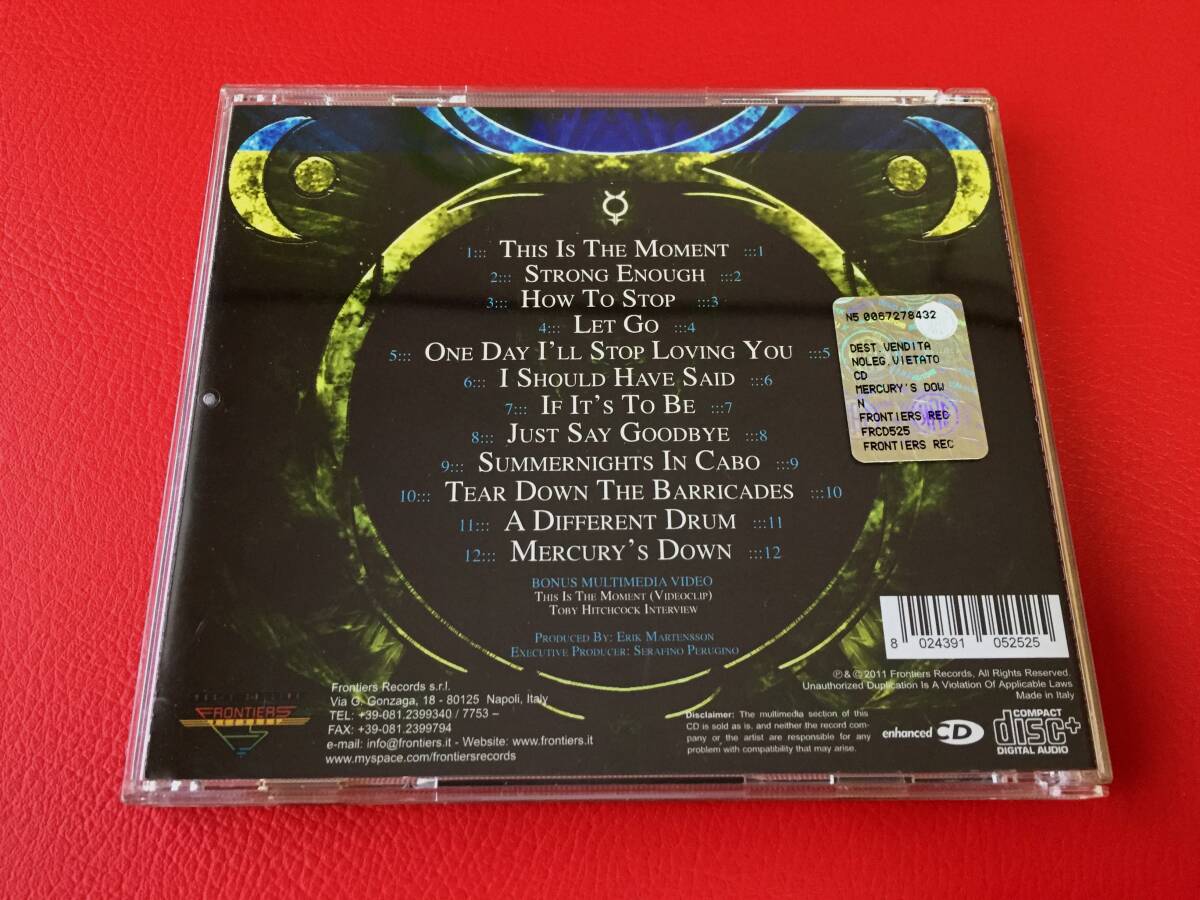 1::: THIS IS THE MOMENT :::1
2::: STRONG ENOUGH :::2
3::: HOW TO STOP :::3
4::: LET GO :::4
5::: ONE DAY I'LL STOP LOVING YOU :::5
6::: I SHOULD HAVE SAID :::6
7::: IF IT'S TO BE :::7
8::: JUST SAY GOODBYE :::8
9::: SUMMERNIGHTS IN CABO :::9
10::: TEAR DOWN THE BARRICADES :::10
11::: A DIFFERENT DRUM :::11
12::: MERCURY'S DOWN :::12
BONUS MULTIMEDIA VIDEO
THIS IS THE MOMENT (VIDEOCLIP)
TOBY HITCHCOCK INTERVIEW
PRODUCED BY: ERIK MARTENSSON
EXECUTIVE PRODUCER: SERAFINO PERUGINO
N5 0067278432
DEST.VENDITA
NOLEG.VIETATO
CD
MERCURY'S DOW
N
FRONTIERS REC
FRCD525
FRONTIERS REC
8 024391 052525
℗ & © 2011 Frontiers Records, All Rights Reserved.
Unauthorized Duplication Is A Violation Of Applicable Laws
Made in Italy
FRONTIERS
RECORDS
Frontiers Records s.r.l.
Via G. Gonzaga, 18 - 80125 Napoli, Italy
TEL: +39-081.2399340 / 7753 –
FAX: +39-081.2399794
e-mail: info@frontiers.it - Website: www.frontiers.it
www.myspace.com/frontiersrecords
Disclaimer: The multimedia section of this
CD is sold as is. and neither the record com-
pany or the artist are responsible for any
problem with compatibility that may arise.
enhanced CD
COMPACT
disc+
DIGITAL AUDIO